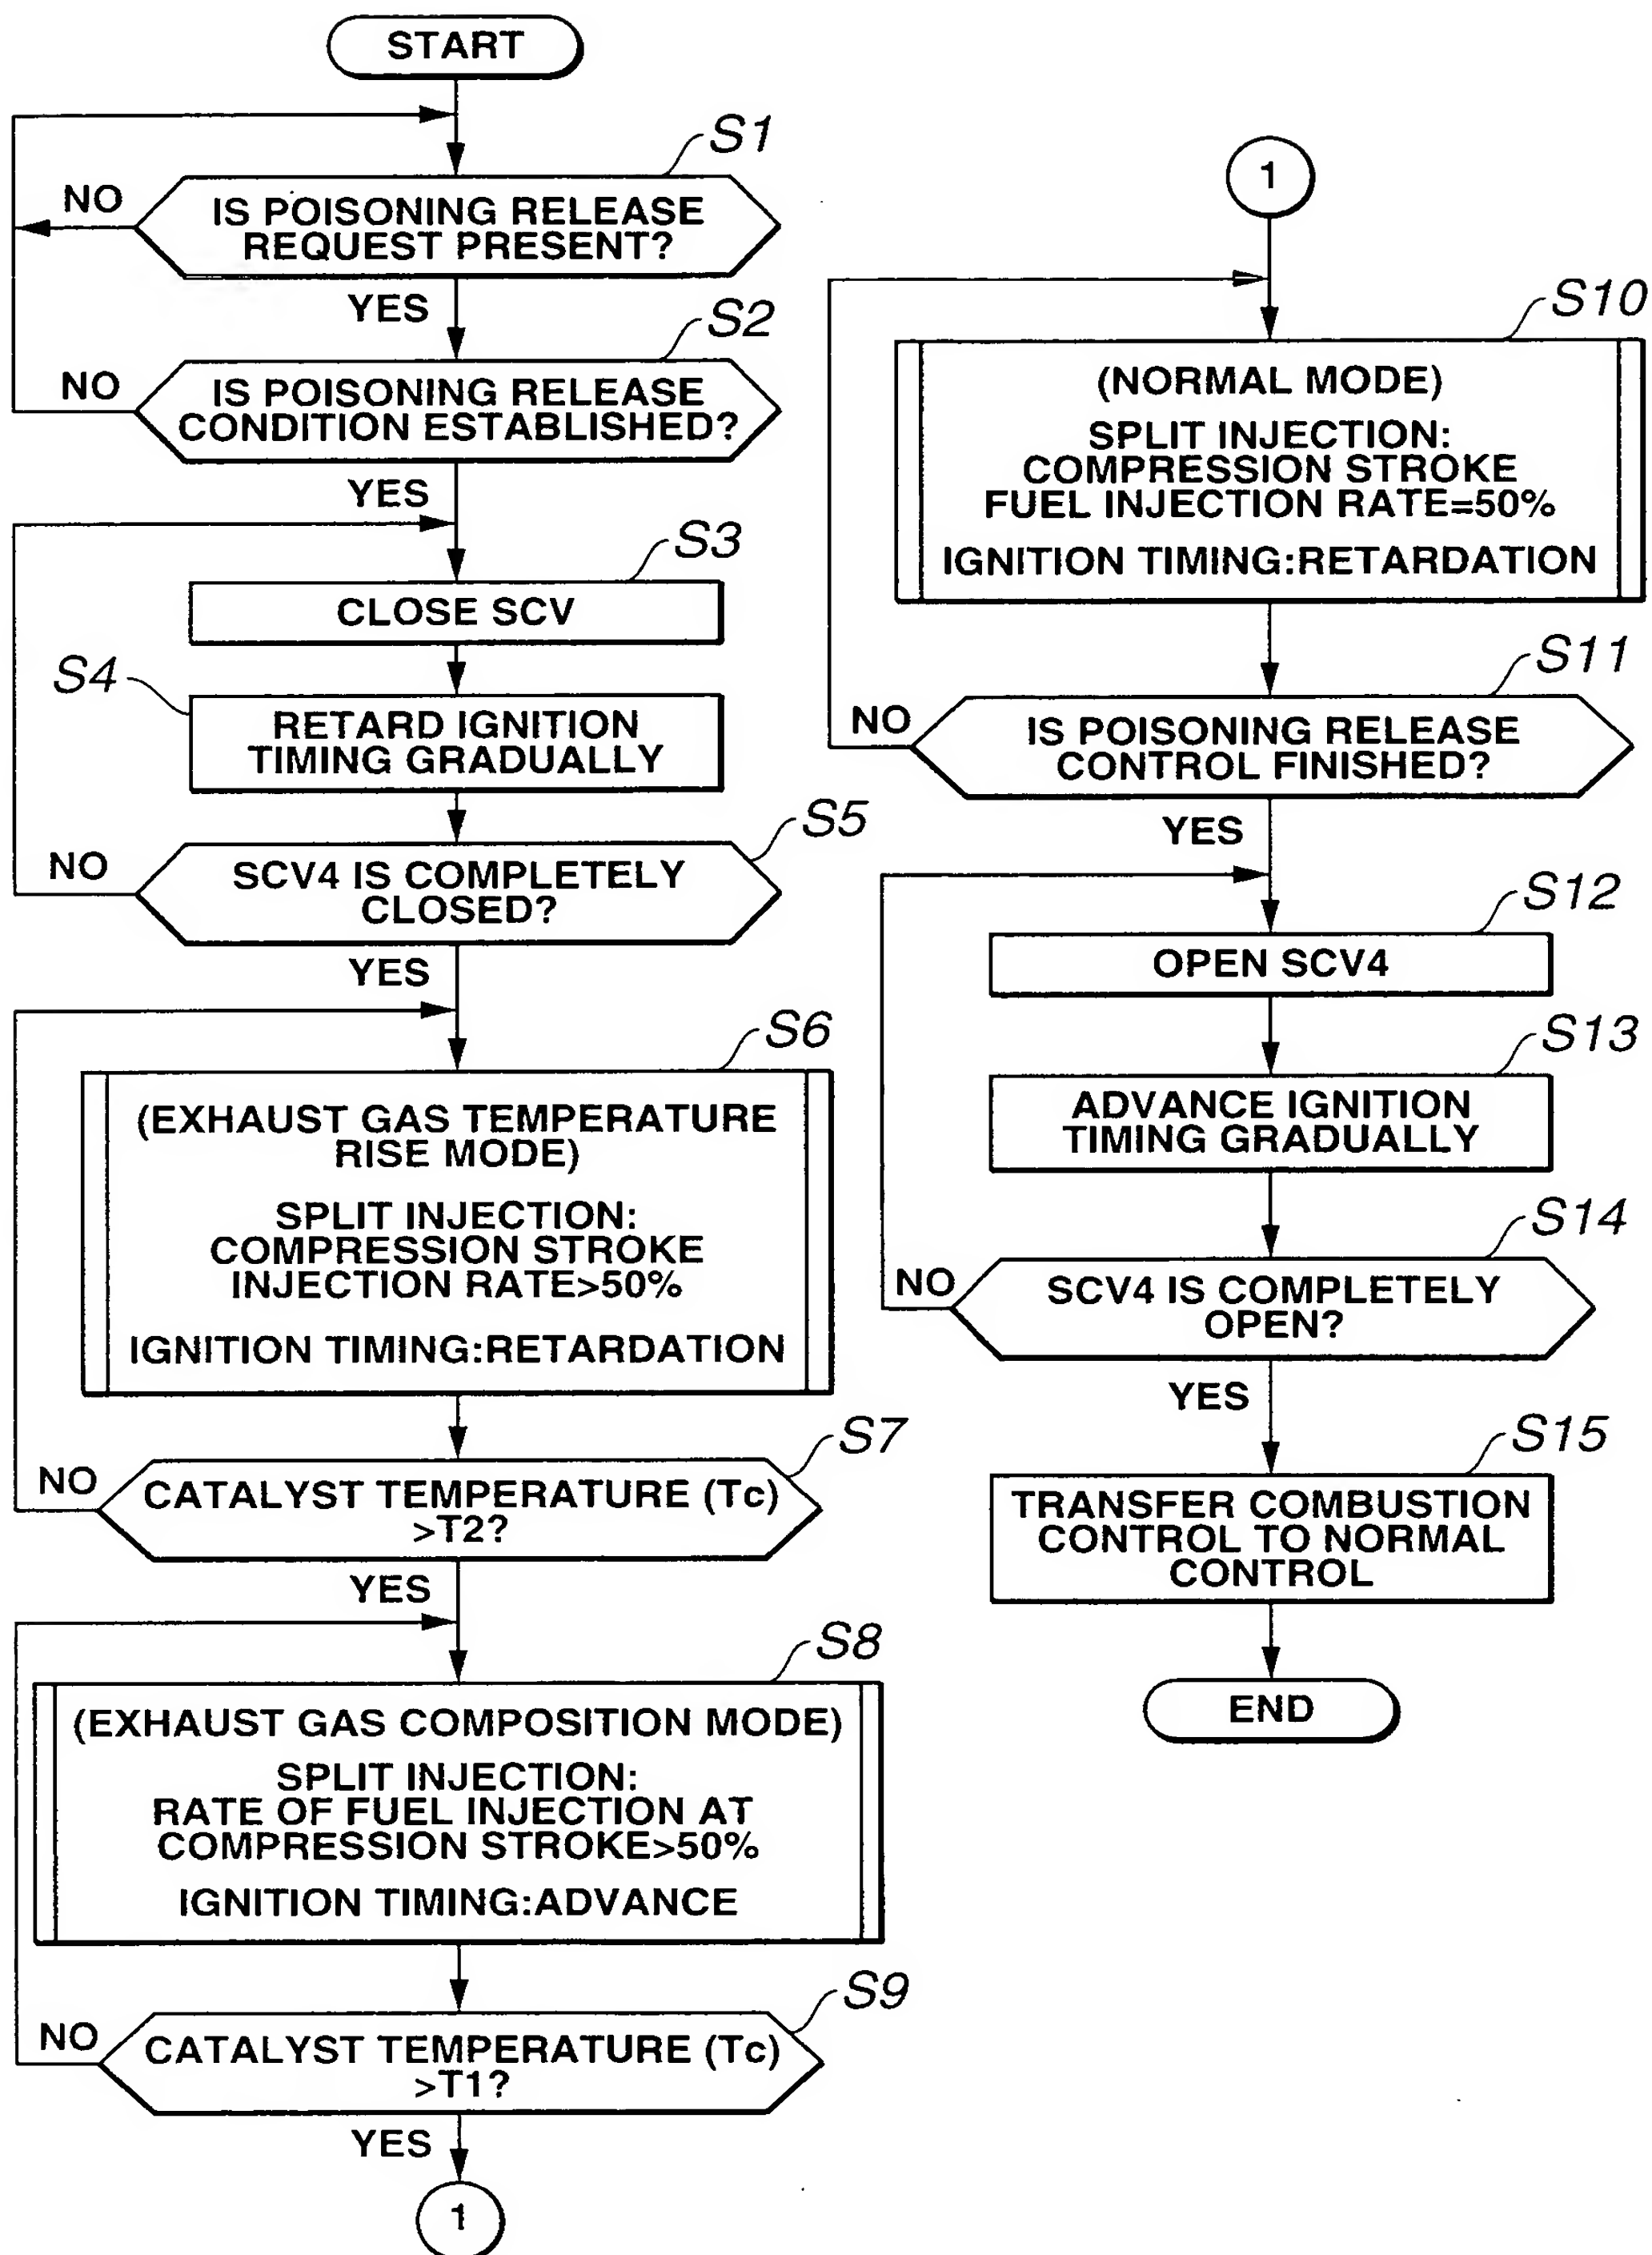 START
S1
NO
IS POISONING RELEASE
REQUEST PRESENT?
YES
S2
NO
IS POISONING RELEASE
CONDITION ESTABLISHED?
YES
S3
CLOSE SCV
S4
RETARD IGNITION
TIMING GRADUALLY
S5
NO
SCV4 IS COMPLETELY
CLOSED?
YES
S6
(EXHAUST GAS TEMPERATURE
RISE MODE)
SPLIT INJECTION:
COMPRESSION STROKE
INJECTION RATE>50%
IGNITION TIMING:RETARDATION
S7
NO
CATALYST TEMPERATURE (Tc)
>T2?
YES
S8
(EXHAUST GAS COMPOSITION MODE)
SPLIT INJECTION:
RATE OF FUEL INJECTION AT
COMPRESSION STROKE>50%
IGNITION TIMING:ADVANCE
S9
NO
CATALYST TEMPERATURE (Tc)
>T1?
YES
1
1
S10
(NORMAL MODE)
SPLIT INJECTION:
COMPRESSION STROKE
FUEL INJECTION RATE=50%
IGNITION TIMING:RETARDATION
S11
NO
IS POISONING RELEASE
CONTROL FINISHED?
YES
S12
OPEN SCV4
S13
ADVANCE IGNITION
TIMING GRADUALLY
S14
NO
SCV4 IS COMPLETELY
OPEN?
YES
S15
TRANSFER COMBUSTION
CONTROL TO NORMAL
CONTROL
END